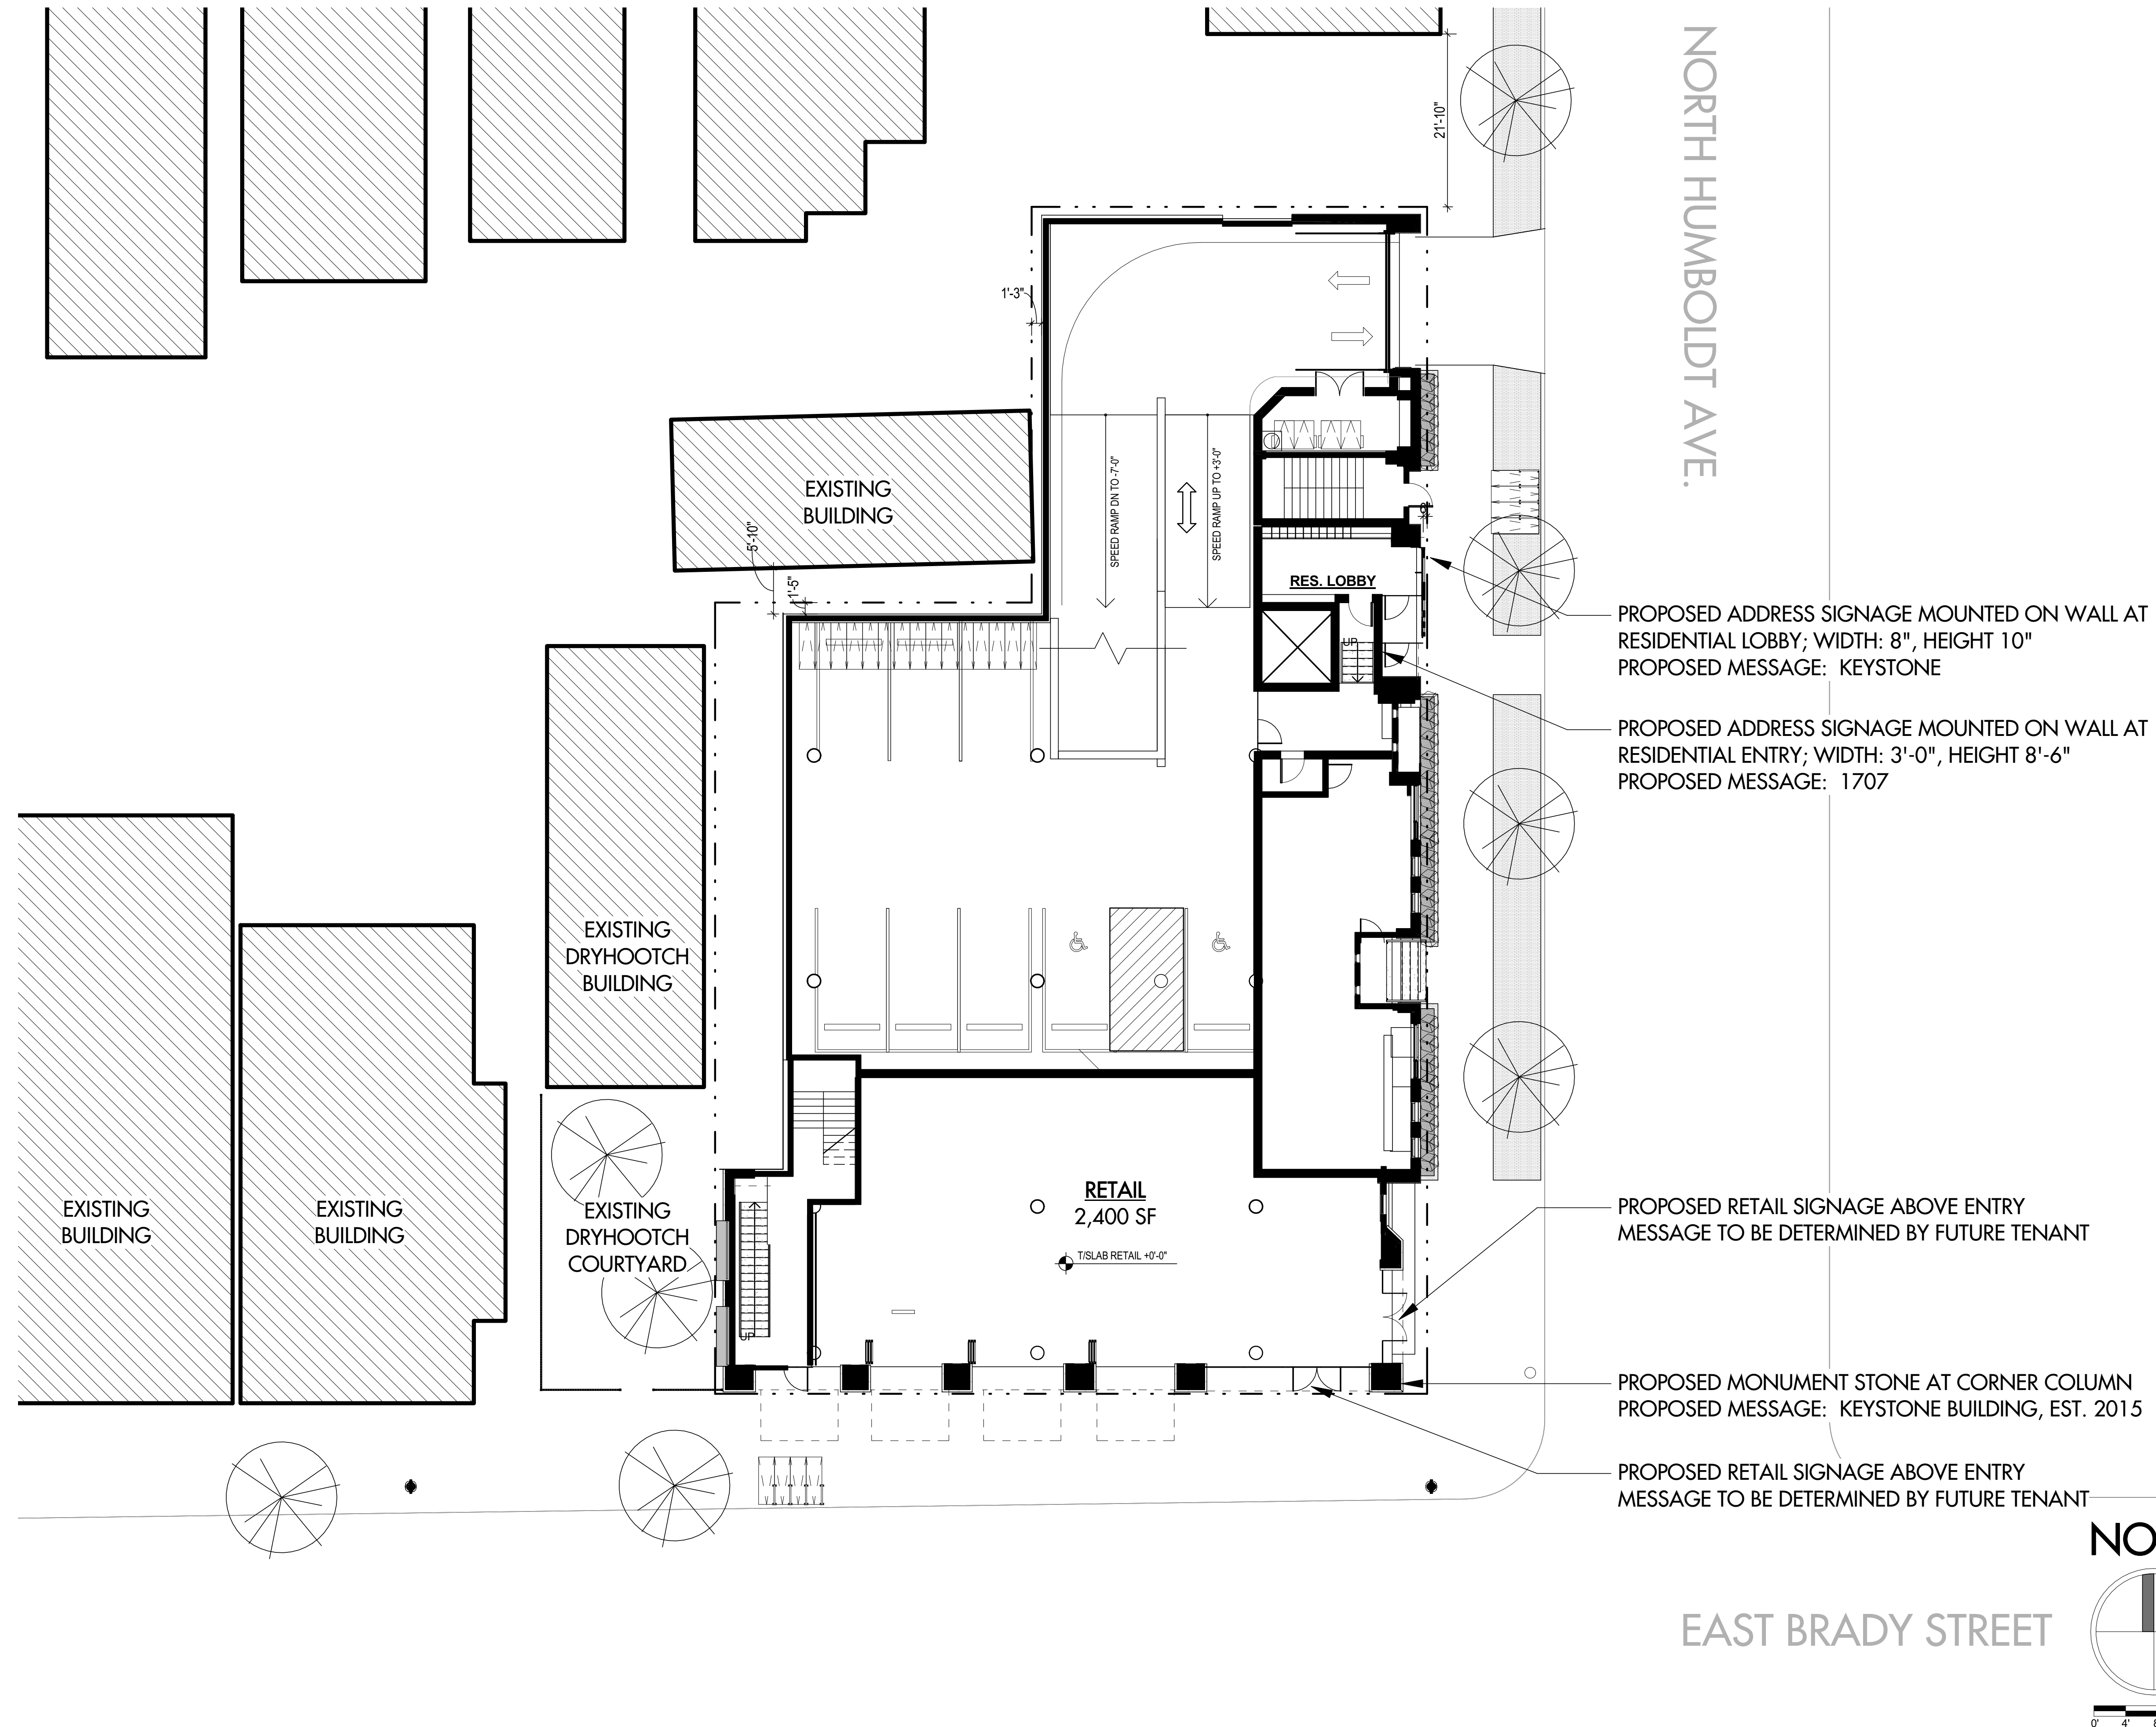 NORTH HUMBOLDT AVE.
21'-10"
1'-3"
EXISTING
BUILDING
5'-10"
1'-5"
SPEED RAMP DN TO -7'-0"
SPEED RAMP UP TO +3'-0"
8"
RES. LOBBY
UP
PROPOSED ADDRESS SIGNAGE MOUNTED ON WALL AT
RESIDENTIAL LOBBY; WIDTH: 8", HEIGHT 10"
PROPOSED MESSAGE: KEYSTONE
PROPOSED ADDRESS SIGNAGE MOUNTED ON WALL AT
RESIDENTIAL ENTRY; WIDTH: 3'-0", HEIGHT 8'-6"
PROPOSED MESSAGE: 1707
EXISTING
DRYHOOTCH
BUILDING
EXISTING
BUILDING
EXISTING
BUILDING
EXISTING
DRYHOOTCH
COURTYARD
UP
RETAIL
2,400 SF
T/SLAB RETAIL +0'-0"
PROPOSED RETAIL SIGNAGE ABOVE ENTRY
MESSAGE TO BE DETERMINED BY FUTURE TENANT
PROPOSED MONUMENT STONE AT CORNER COLUMN
PROPOSED MESSAGE: KEYSTONE BUILDING, EST. 2015
PROPOSED RETAIL SIGNAGE ABOVE ENTRY
MESSAGE TO BE DETERMINED BY FUTURE TENANT
NO
EAST BRADY STREET
0' 4'